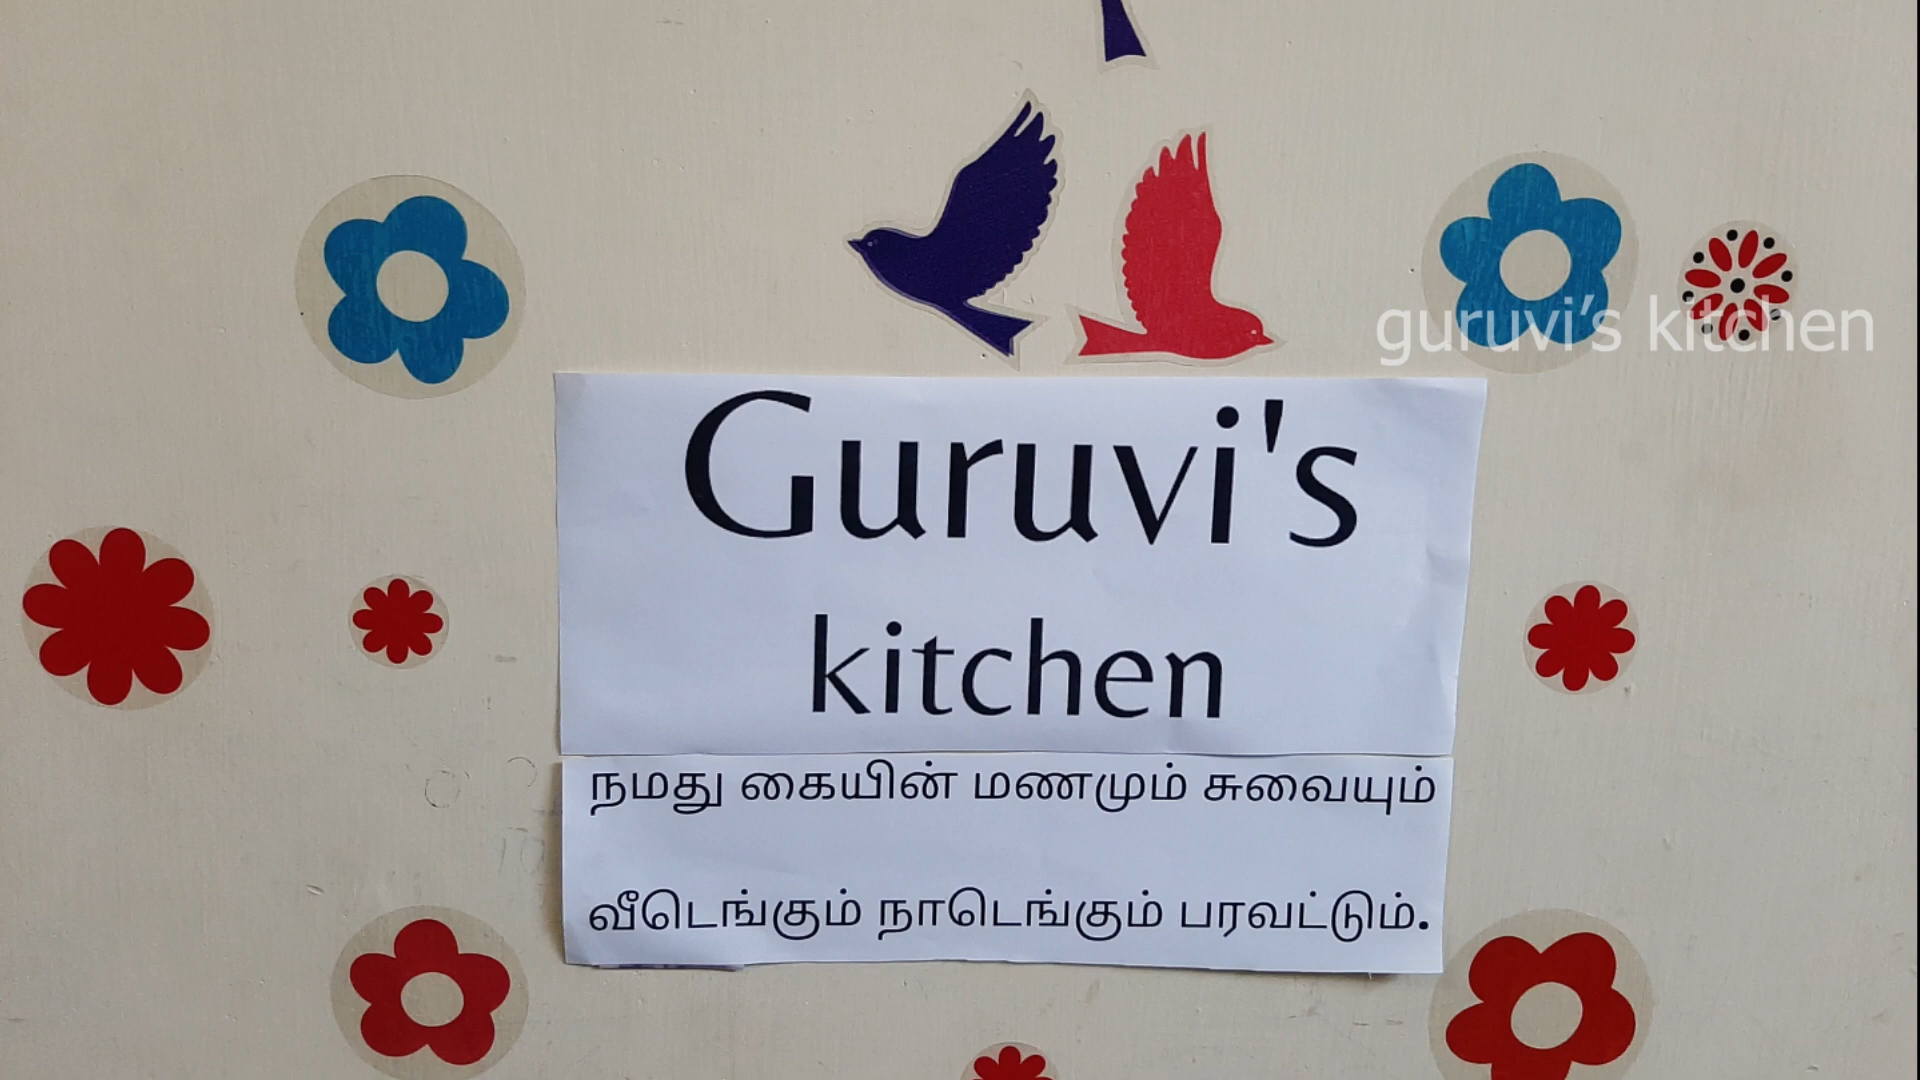 guruvi's kitchen
Guruvi's
kitchen
நமது கையின் மணமும் சுவையும்
வீடெங்கும் நாடெங்கும் பரவட்டும்.